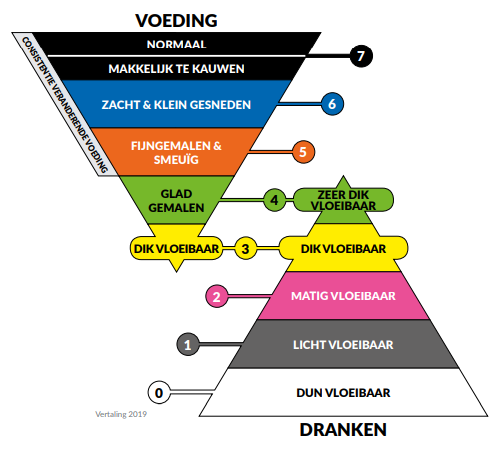 VOEDING
NORMAAL
MAKKELIJK TE KAUWEN
7
CONSISTENTIE VERANDERENDE VOEDING
ZACHT & KLEIN GESNEDEN
6
FIJNGEMALEN &
SMEUÏG
5
GLAD
GEMALEN
4
ZEER DIK
VLOEIBAAR
DIK VLOEIBAAR
3
DIK VLOEIBAAR
2
MATIG VLOEIBAAR
1
LICHT VLOEIBAAR
0
DUN VLOEIBAAR
Vertaling 2019
DRANKEN